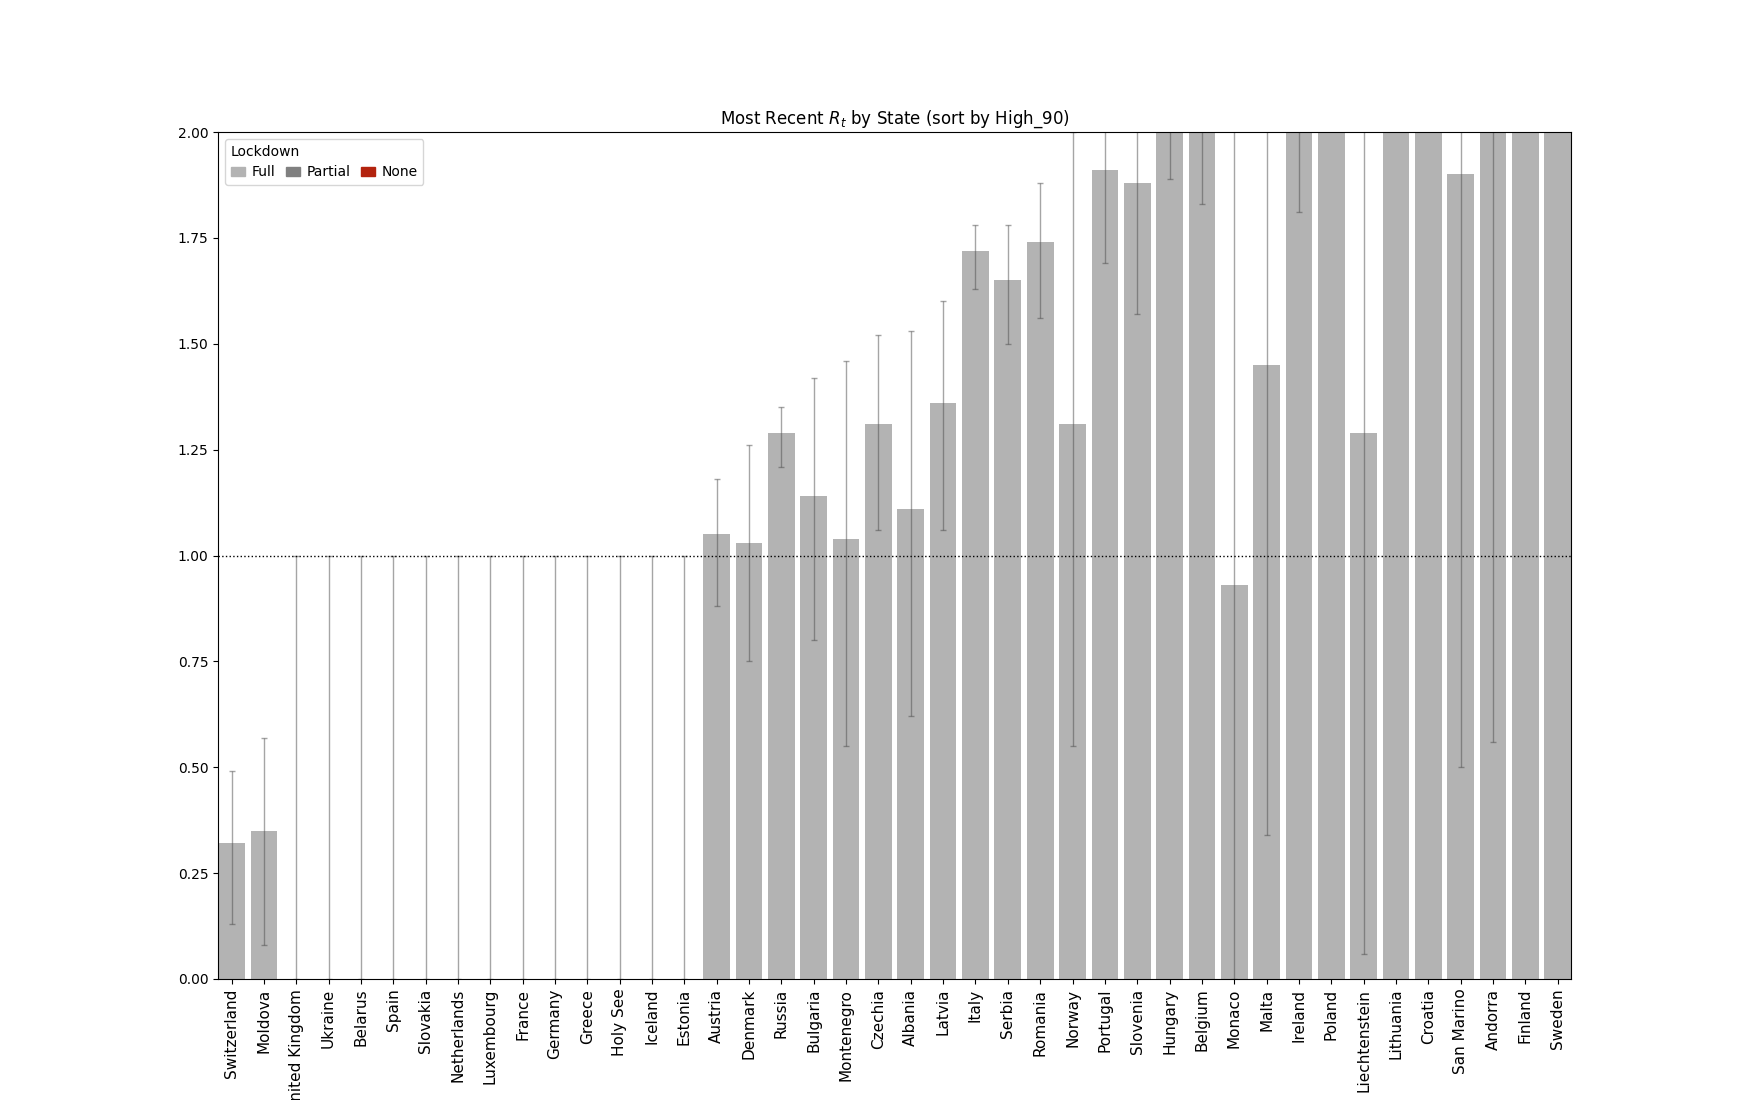 Most Recent R_t by State (sort by High_90)
Lockdown
Full Partial None
2.00
1.75
1.50
1.25
1.00
0.75
0.50
0.25
0.00
Switzerland
Moldova
nited Kingdom
Ukraine
Belarus
Spain
Slovakia
Netherlands
Luxembourg
France
Germany
Greece
Holy See
Iceland
Estonia
Austria
Denmark
Russia
Bulgaria
Montenegro
Czechia
Albania
Latvia
Italy
Serbia
Romania
Norway
Portugal
Slovenia
Hungary
Belgium
Monaco
Malta
Ireland
Poland
Liechtenstein
Lithuania
Croatia
San Marino
Andorra
Finland
Sweden